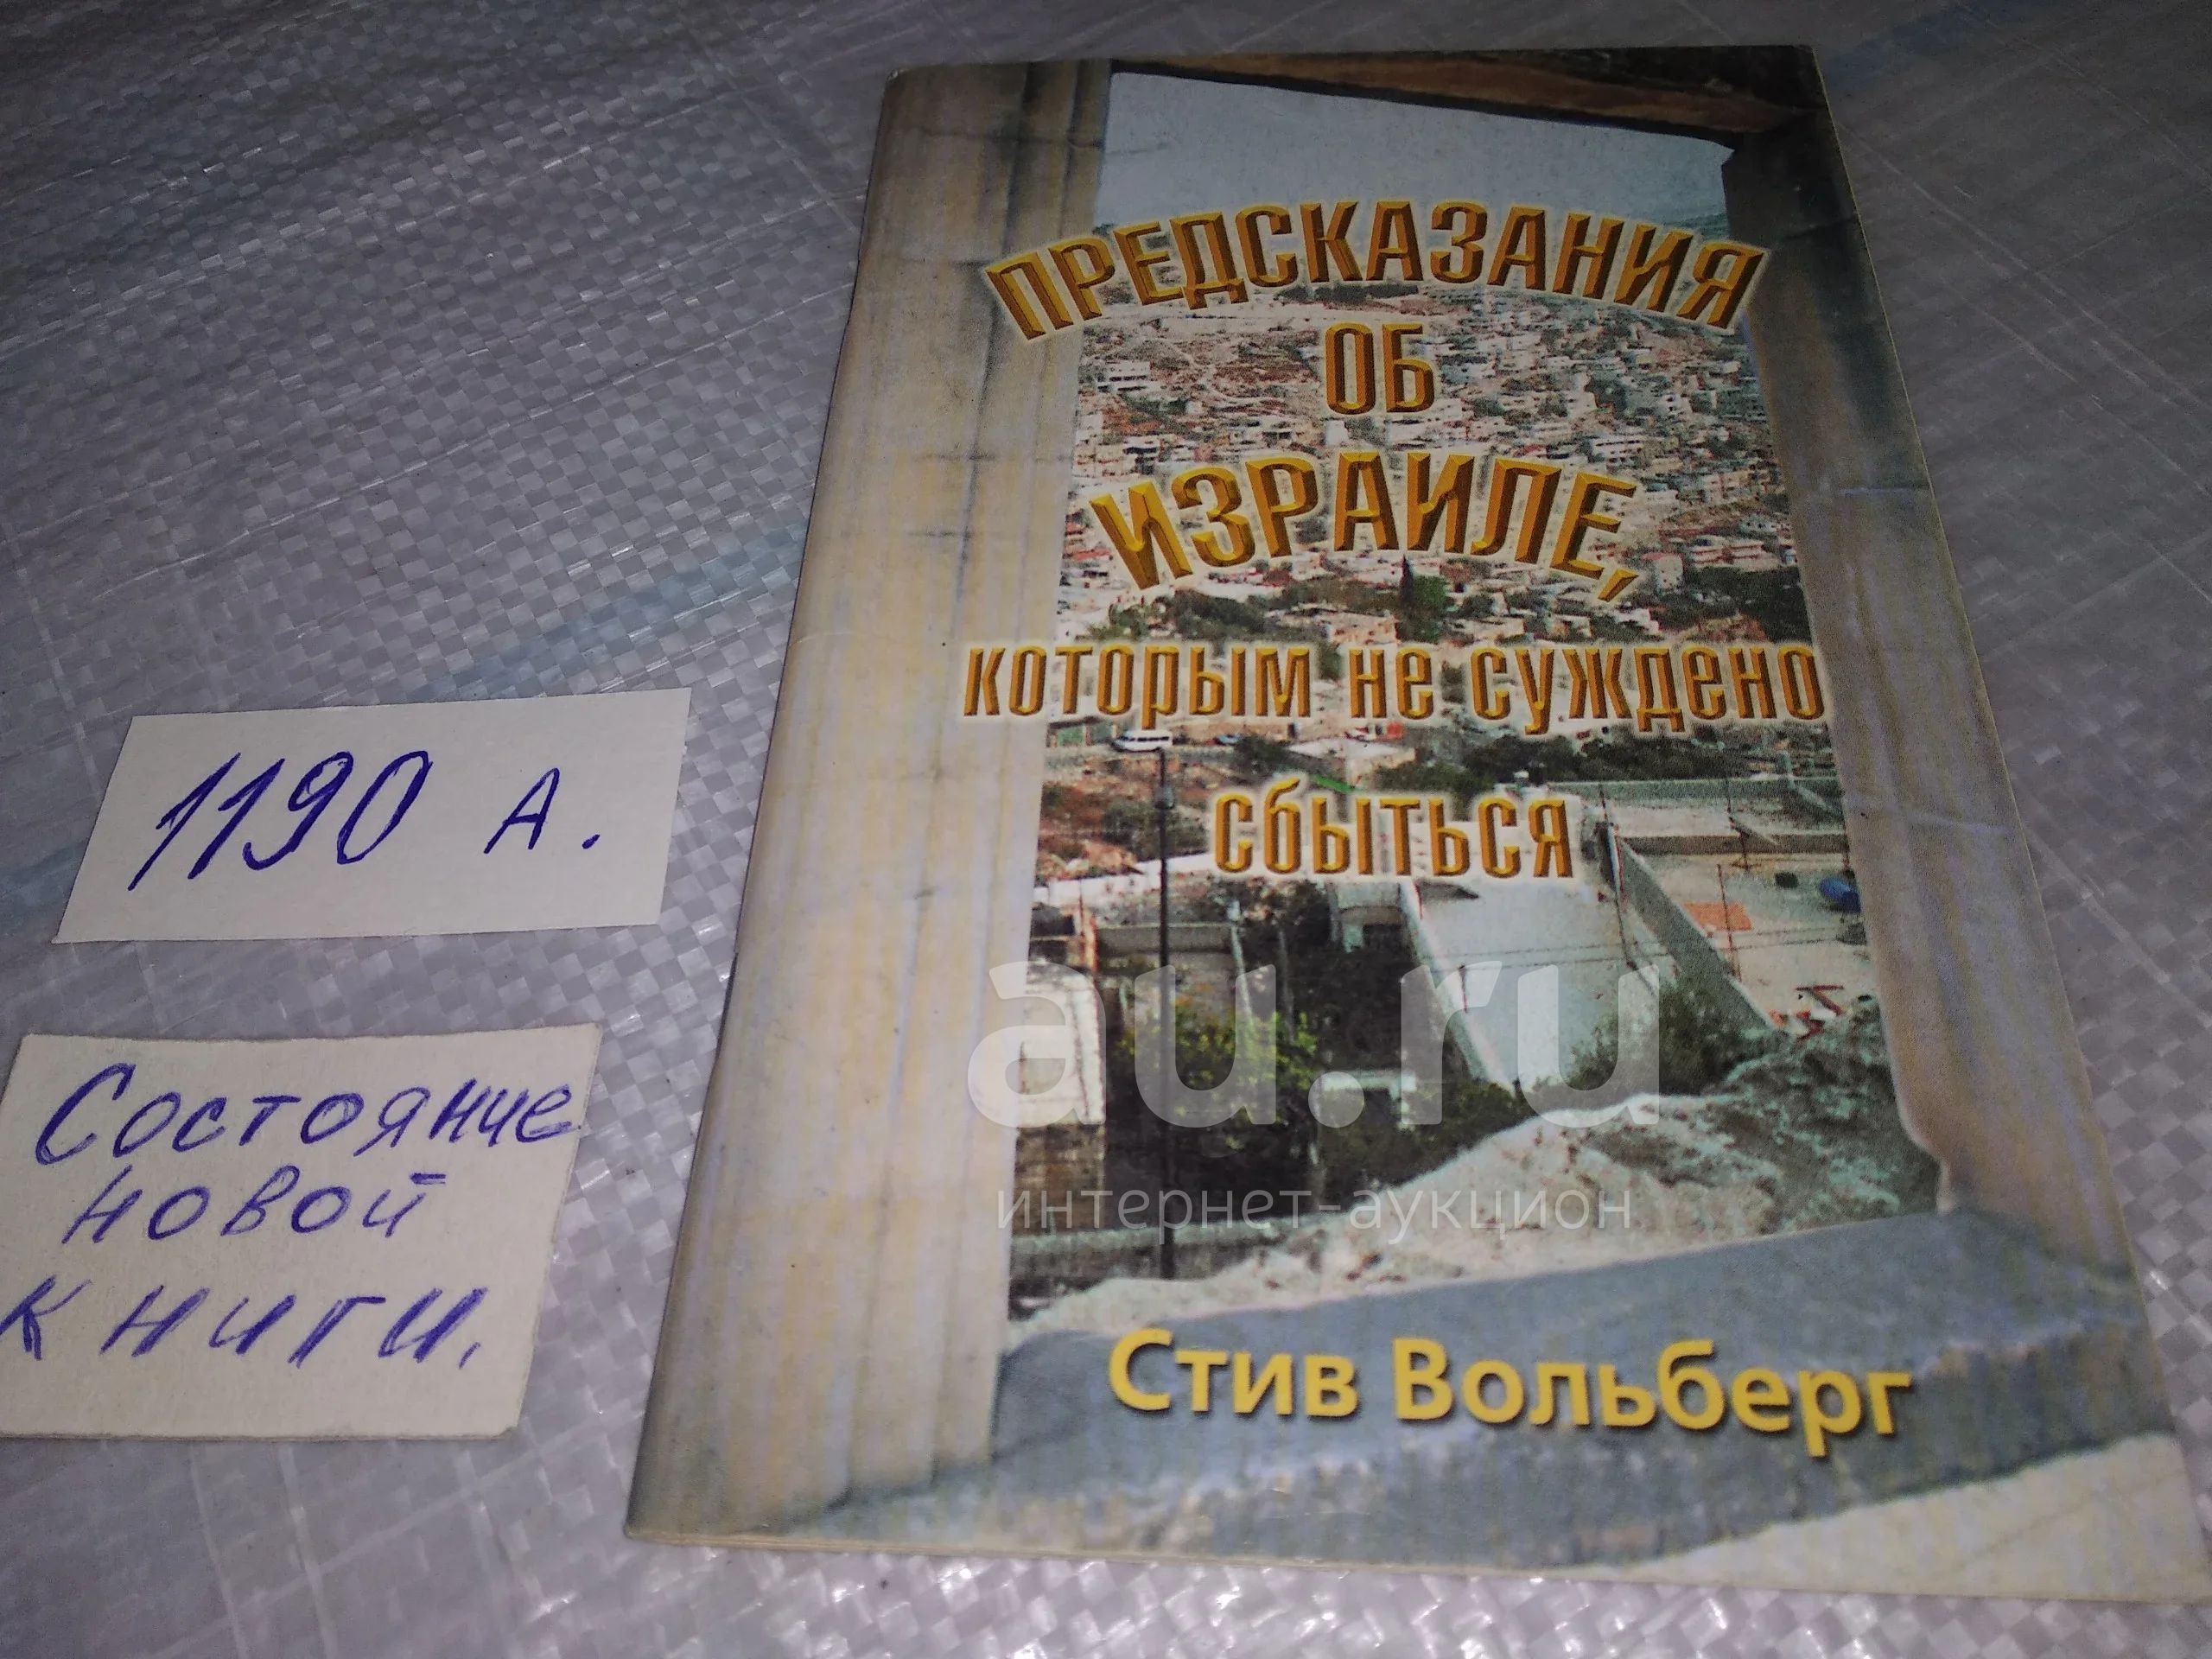 ПРЕДСКАЗАНИЯ
ОБ
ИЗРАИЛЕ,
которым не суждено
сбыться
1190 А.
Состояние
новой
книги.
au.ru
интернет-аукцион
Стив Вольберг